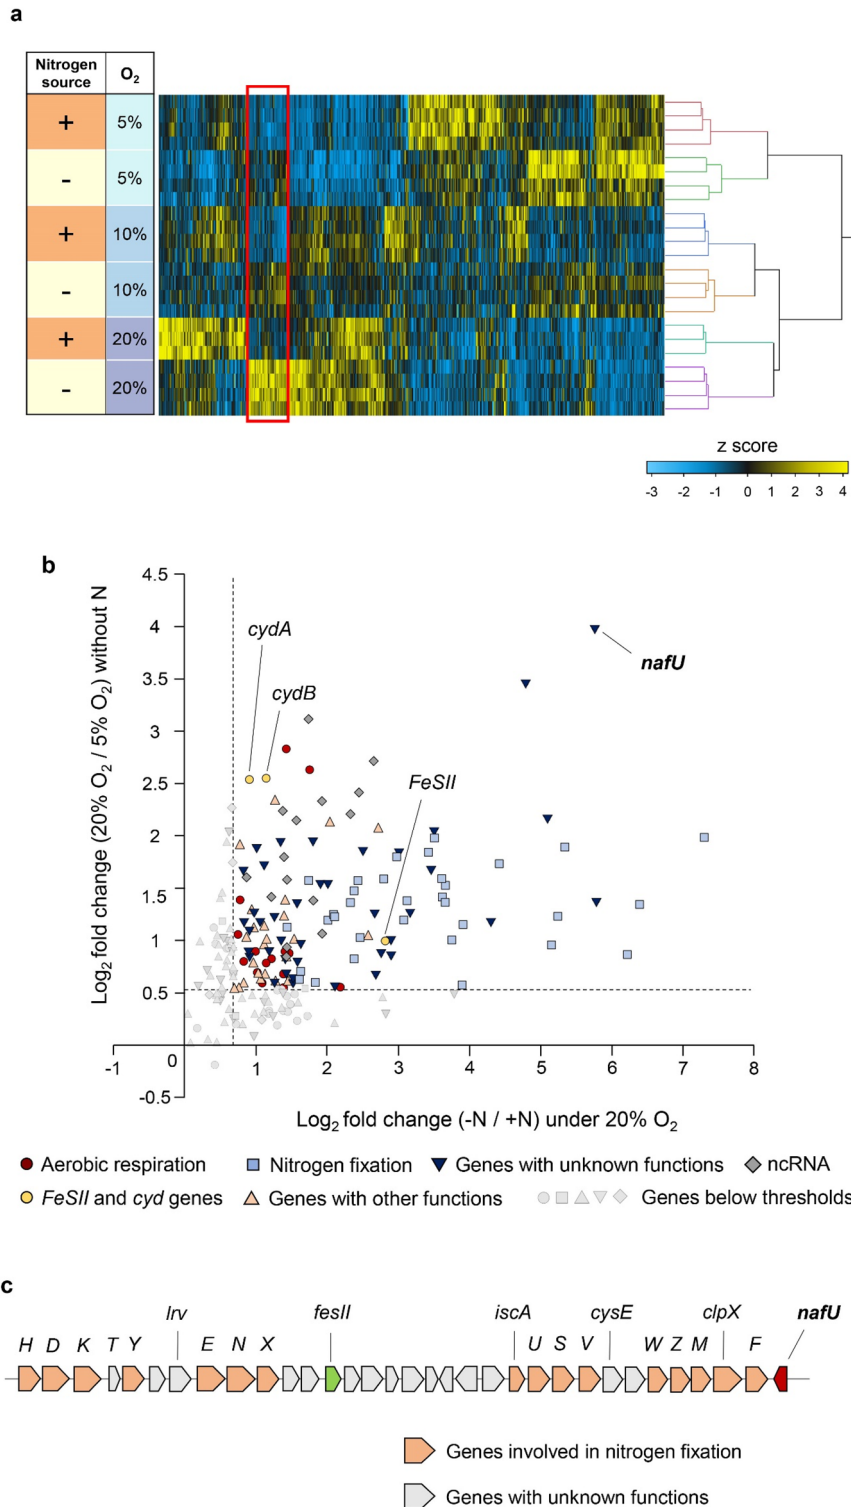 a
Nitrogen source
O2
+ 5%
- 5%
+ 10%
- 10%
+ 20%
- 20%
z score
-3 -2 -1 0 1 2 3 4
b
Log2 fold change (20% O2 / 5% O2) without N
4.5
4
3.5
3
2.5
2
1.5
1
0.5
-0.5
cydA
cydB
nafU
FeSII
-1 0 1 2 3 4 5 6 7 8
Log2 fold change (-N / +N) under 20% O2
Aerobic respiration Nitrogen fixation Genes with unknown functions ncRNA
FeSII and cyd genes Genes with other functions Genes below thresholds
c
lrv fesII iscA cysE clpX nafU
H D K T Y E N X U S V W Z M F
Genes involved in nitrogen fixation
Genes with unknown functions